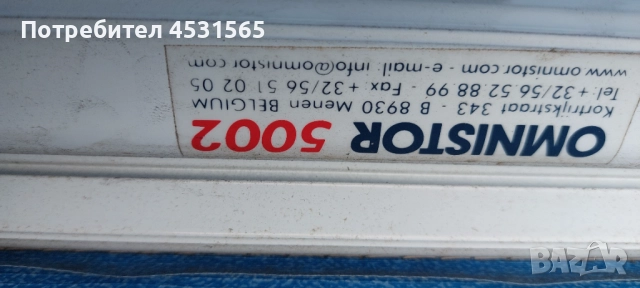 Потребител 4531565
OMNISTOR 5002
Kortrijkstraat 343 - B 8930 Menen BELGIUM
Tel: +32/56 52.88.99 - Fax +32/56 51 02 05
www.omnistor.com - e-mail: info@omnistor.com
BAZAR